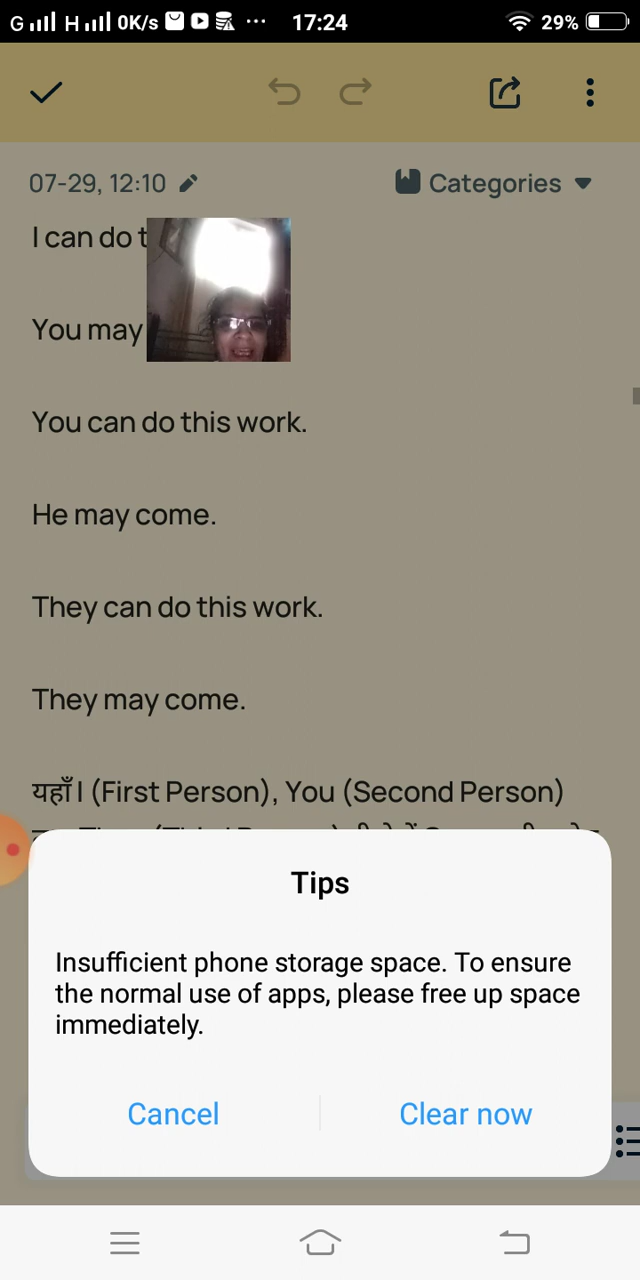 G H 0K/s ... 17:24 29%
07-29, 12:10 Categories
I can do
You may
You can do this work.
He may come.
They can do this work.
They may come.
यहाँ I (First Person), You (Second Person)
Tips
Insufficient phone storage space. To ensure
the normal use of apps, please free up space
immediately.
Cancel Clear now